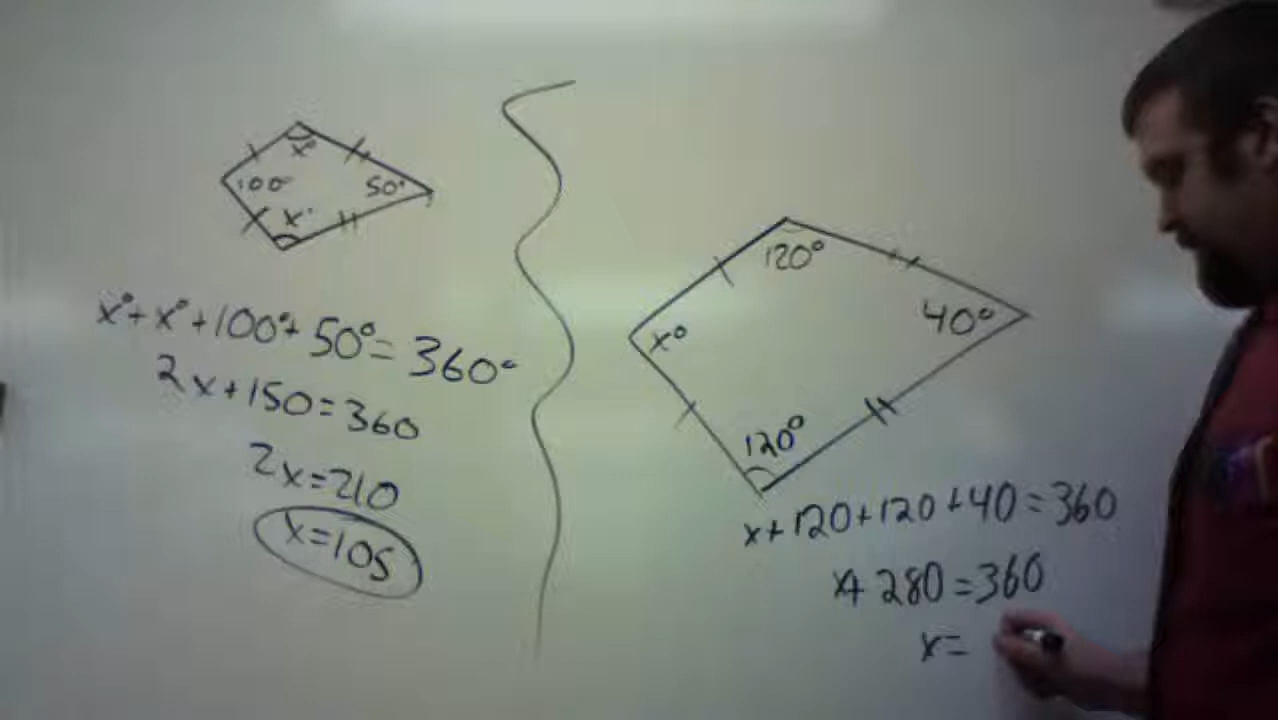 x°
100°
50°
x°
x°+x°+100°+50°=360°
2x+150=360
2x=210
x=105
120°
x°
40°
120°
x+120+120+40=360
x+280=360
x=